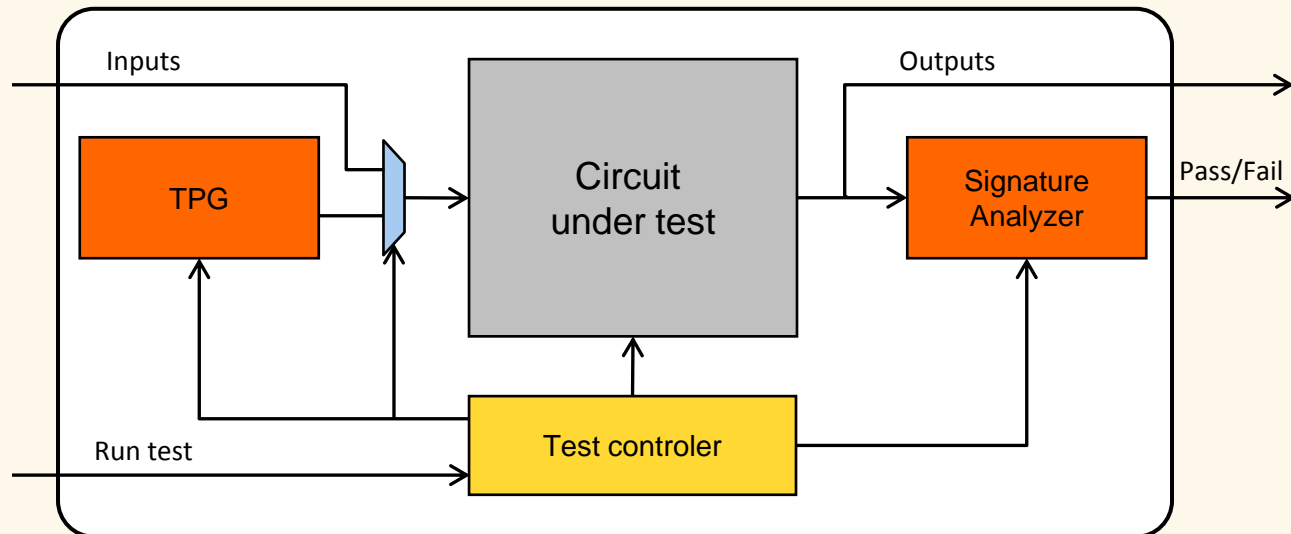 Inputs
Outputs
TPG
Circuit
under test
Signature
Analyzer
Pass/Fail
Run test
Test controler